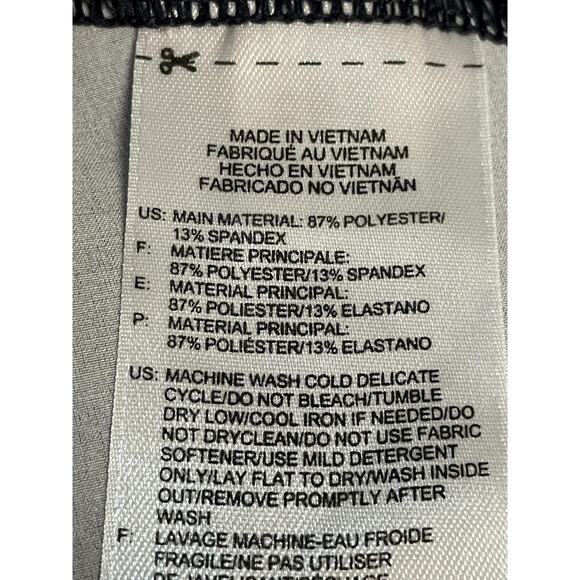 MADE IN VIETNAM
FABRIQUÉ AU VIETNAM
HECHO EN VIETNAM
FABRICADO NO VIETNÃN
US: MAIN MATERIAL: 87% POLYESTER/
13% SPANDEX
F: MATIERE PRINCIPALE:
87% POLYESTER/13% SPANDEX
E: MATERIAL PRINCIPAL:
87% POLIESTER/13% ELASTANO
P: MATERIAL PRINCIPAL:
87% POLIÉSTER/13% ELASTANO
US: MACHINE WASH COLD DELICATE
CYCLE/DO NOT BLEACH/TUMBLE
DRY LOW/COOL IRON IF NEEDED/DO
NOT DRYCLEAN/DO NOT USE FABRIC
SOFTENER/USE MILD DETERGENT
ONLY/LAY FLAT TO DRY/WASH INSIDE
OUT/REMOVE PROMPTLY AFTER
WASH
F: LAVAGE MACHINE-EAU FROIDE
FRAGILE/NE PAS UTILISER